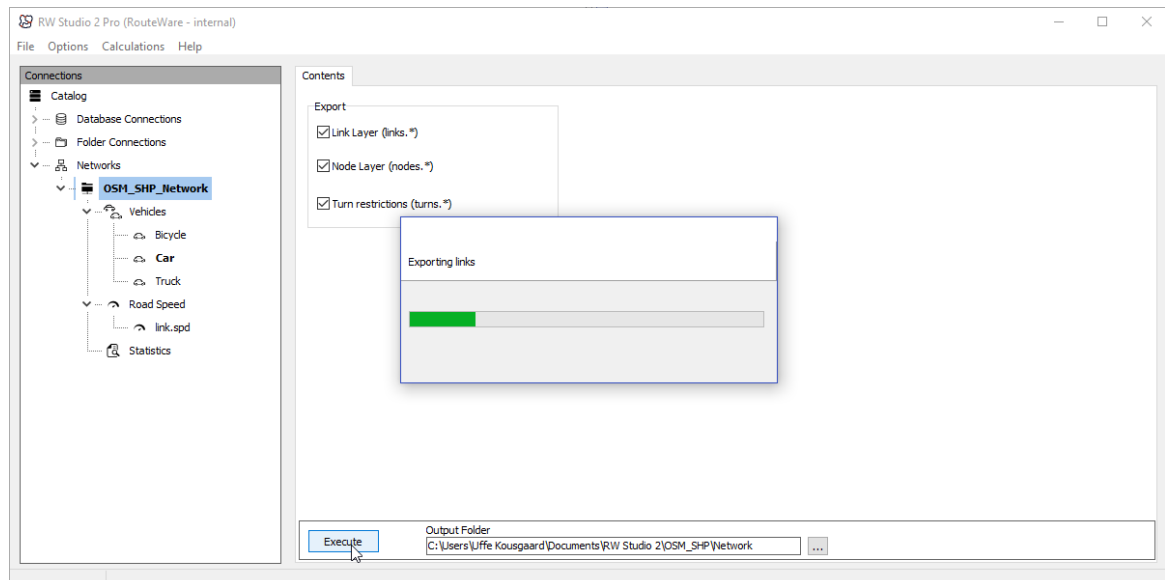 RW Studio 2 Pro (RouteWare - internal)
File Options Calculations Help
Connections
Catalog
Database Connections
Folder Connections
Networks
OSM_SHP_Network
Vehicles
Bicycle
Car
Truck
Road Speed
link.spd
Statistics
Contents
Export
Link Layer (links.*)
Node Layer (nodes.*)
Turn restrictions (turns.*)
Exporting links
Execute
Output Folder
C:\Users\Uffe Kousgaard\Documents\RW Studio 2\OSM_SHP\Network
...